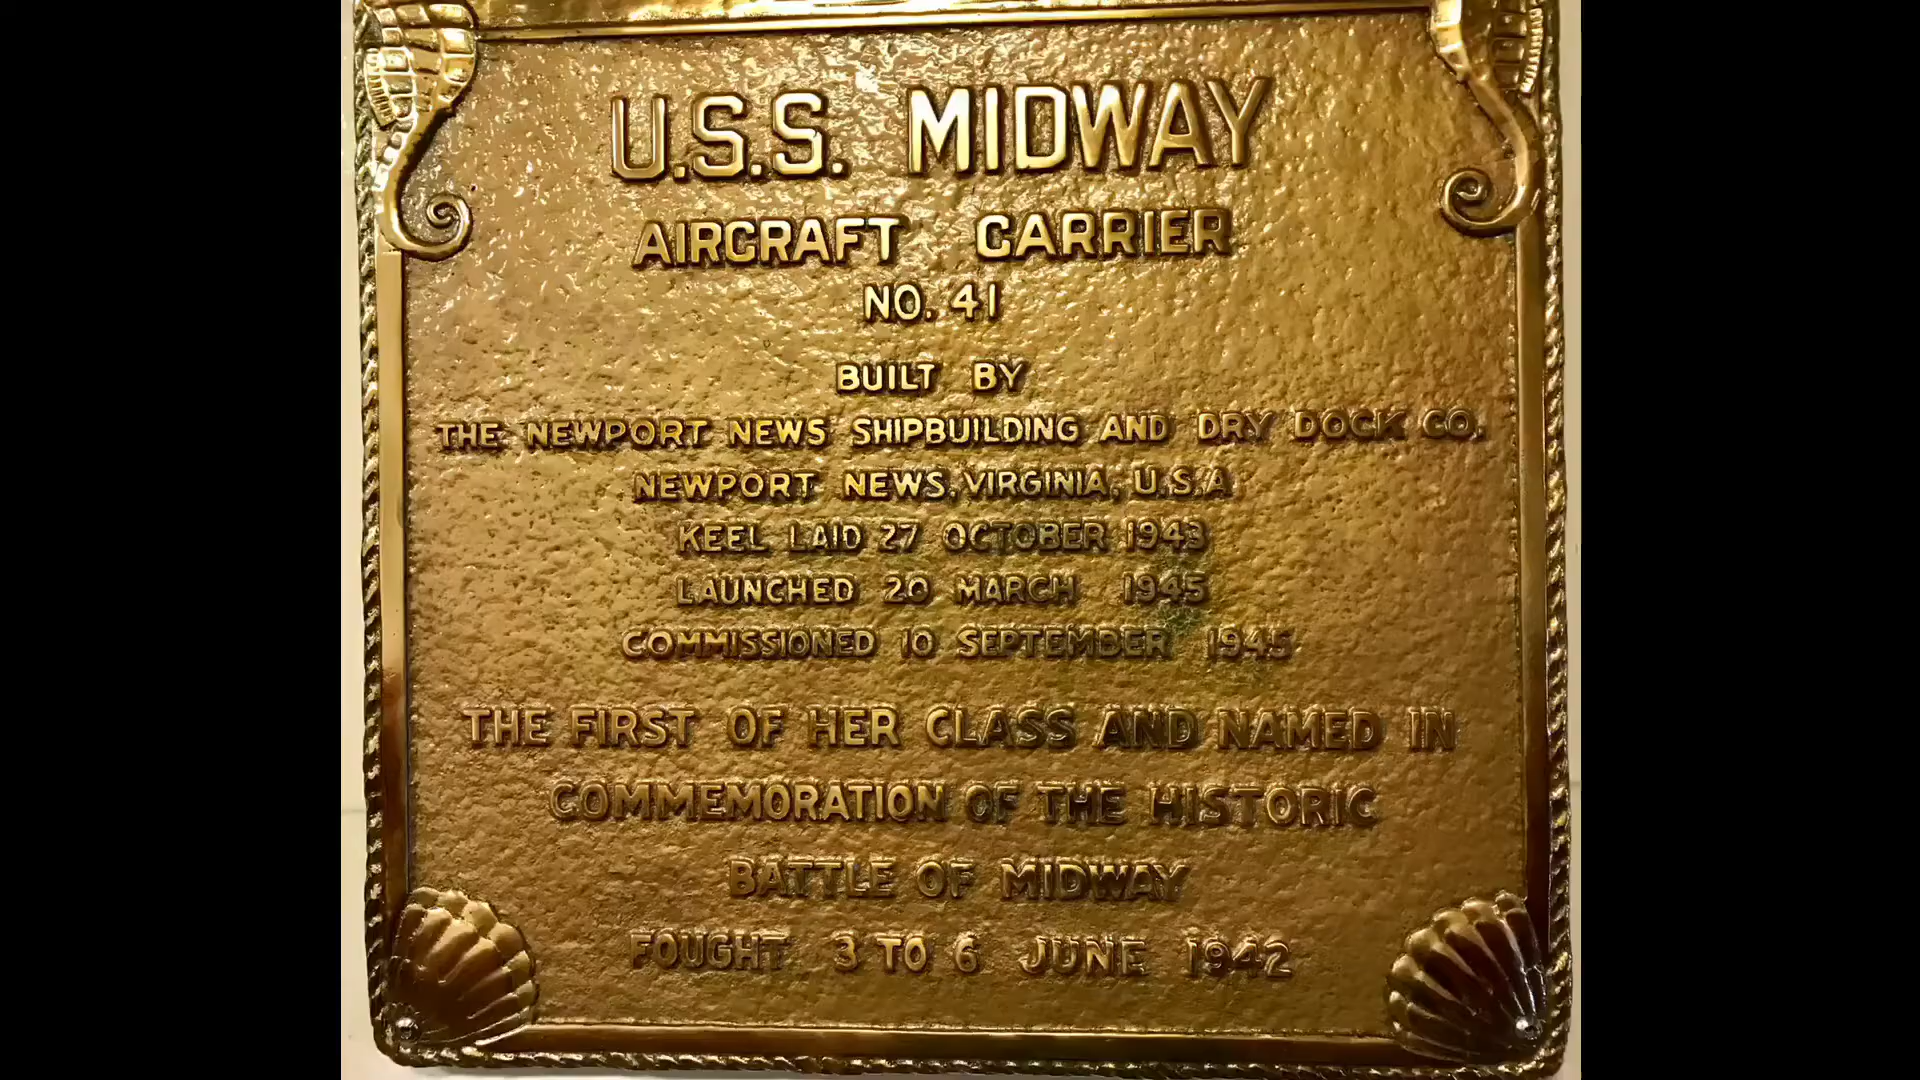 U.S.S. MIDWAY
AIRCRAFT CARRIER
NO. 41
BUILT BY
THE NEWPORT NEWS SHIPBUILDING AND DRY DOCK CO.
NEWPORT NEWS, VIRGINIA, U.S.A
KEEL LAID 27 OCTOBER 1943
LAUNCHED 20 MARCH 1945
COMMISSIONED 10 SEPTEMBER 1945
THE FIRST OF HER CLASS AND NAMED IN
COMMEMORATION OF THE HISTORIC
BATTLE OF MIDWAY
FOUGHT 3 TO 6 JUNE 1942